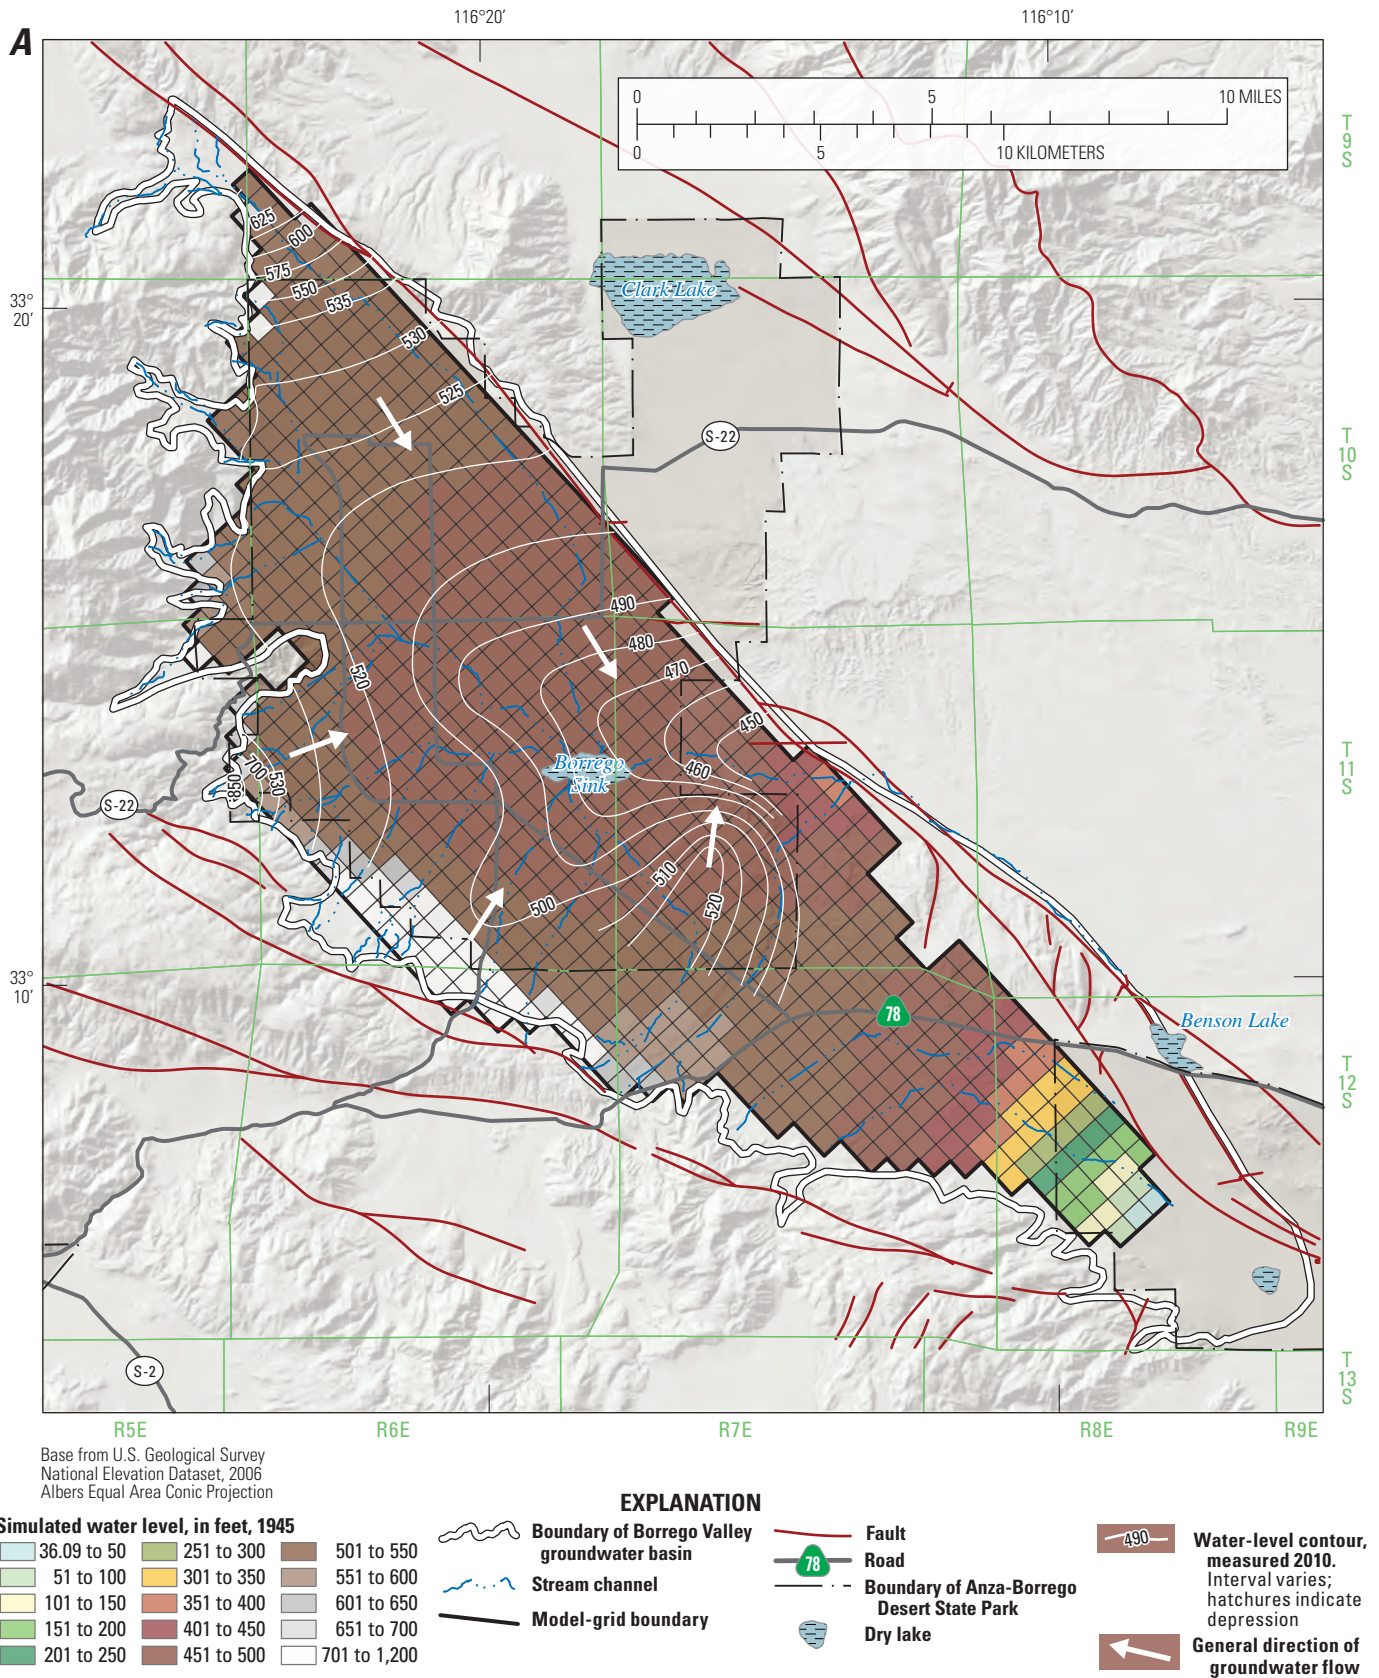 A
116°20′
116°10′
0 5 10 MILES
0 5 10 KILOMETERS
T
9
S
625
600
575
550
535
530
525
Clark Lake
33°
20′
S-22
T
10
S
490
480
470
450
460
520
Borrego
Sink
700
530
850
S-22
T
11
S
510
520
500
33°
10′
78
Benson Lake
T
12
S
S-2
T
13
S
R5E
R6E
R7E
R8E
R9E
Base from U.S. Geological Survey
National Elevation Dataset, 2006
Albers Equal Area Conic Projection
EXPLANATION
Simulated water level, in feet, 1945
36.09 to 50
51 to 100
101 to 150
151 to 200
201 to 250
251 to 300
301 to 350
351 to 400
401 to 450
451 to 500
501 to 550
551 to 600
601 to 650
651 to 700
701 to 1,200
Boundary of Borrego Valley
groundwater basin
Stream channel
Model-grid boundary
Fault
78
Road
Boundary of Anza-Borrego
Desert State Park
Dry lake
490
Water-level contour,
measured 2010.
Interval varies;
hatchures indicate
depression
General direction of
groundwater flow